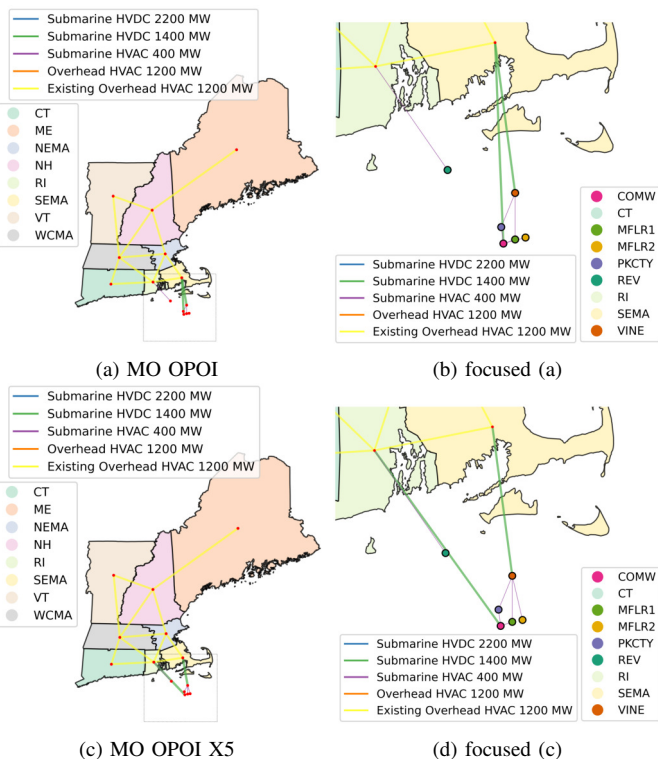 Submarine HVDC 2200 MW
Submarine HVDC 1400 MW
Submarine HVAC 400 MW
Overhead HVAC 1200 MW
Existing Overhead HVAC 1200 MW
CT
ME
NEMA
NH
RI
SEMA
VT
WCMA
(a) MO OPOI
COMW
CT
MFLR1
MFLR2
PKCTY
REV
RI
SEMA
VINE
Submarine HVDC 2200 MW
Submarine HVDC 1400 MW
Submarine HVAC 400 MW
Overhead HVAC 1200 MW
Existing Overhead HVAC 1200 MW
(b) focused (a)
Submarine HVDC 2200 MW
Submarine HVDC 1400 MW
Submarine HVAC 400 MW
Overhead HVAC 1200 MW
Existing Overhead HVAC 1200 MW
CT
ME
NEMA
NH
RI
SEMA
VT
WCMA
(c) MO OPOI X5
COMW
CT
MFLR1
MFLR2
PKCTY
REV
RI
SEMA
VINE
Submarine HVDC 2200 MW
Submarine HVDC 1400 MW
Submarine HVAC 400 MW
Overhead HVAC 1200 MW
Existing Overhead HVAC 1200 MW
(d) focused (c)